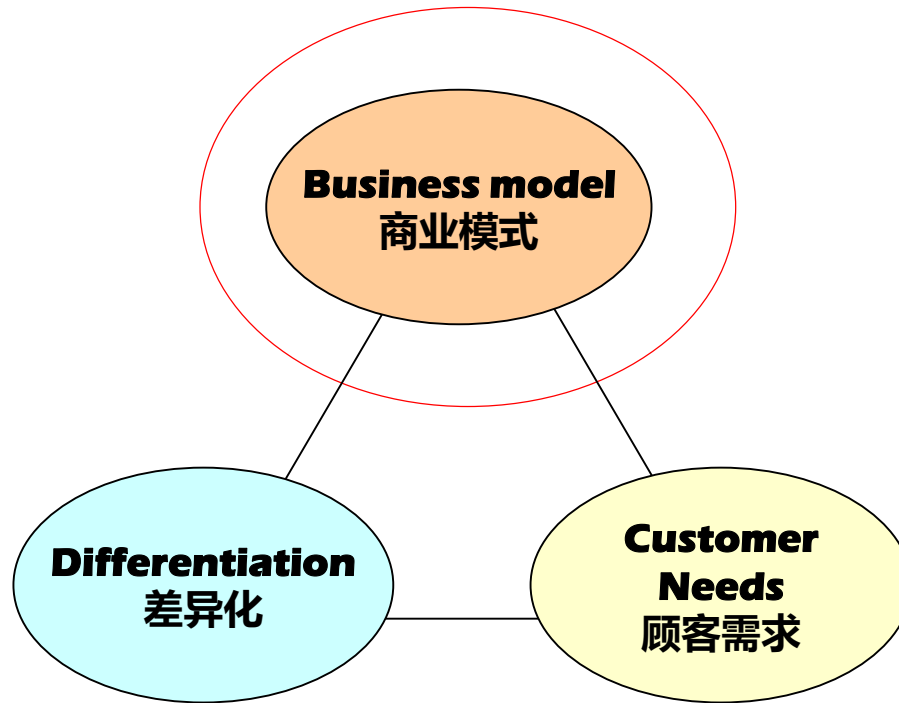 Business model
商业模式
Differentiation
差异化
Customer
Needs
顾客需求